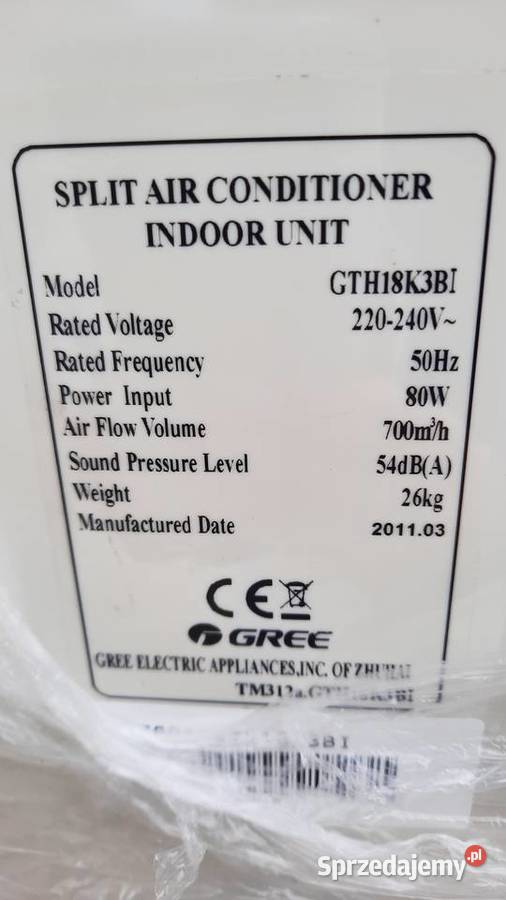 SPLIT AIR CONDITIONER
INDOOR UNIT
Model GTH18K3BI
Rated Voltage 220-240V~
Rated Frequency 50Hz
Power Input 80W
Air Flow Volume 700m³/h
Sound Pressure Level 54dB(A)
Weight 26kg
Manufactured Date 2011.03
CE
GREE
GREE ELECTRIC APPLIANCES,INC. OF ZHUHAI
3BI
Sprzedajemy.pl